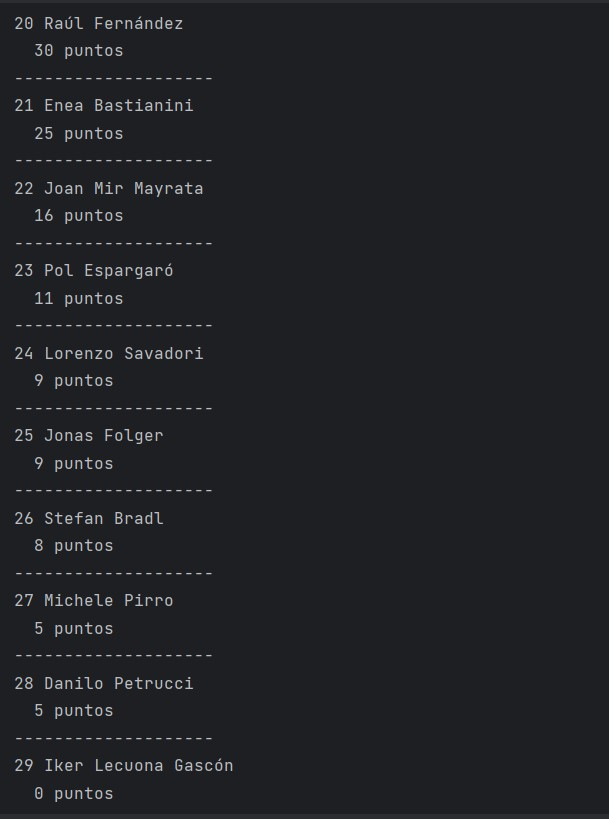 20 Raúl Fernández
30 puntos
--------------------
21 Enea Bastianini
25 puntos
--------------------
22 Joan Mir Mayrata
16 puntos
--------------------
23 Pol Espargaró
11 puntos
--------------------
24 Lorenzo Savadori
9 puntos
--------------------
25 Jonas Folger
9 puntos
--------------------
26 Stefan Bradl
8 puntos
--------------------
27 Michele Pirro
5 puntos
--------------------
28 Danilo Petrucci
5 puntos
--------------------
29 Iker Lecuona Gascón
0 puntos